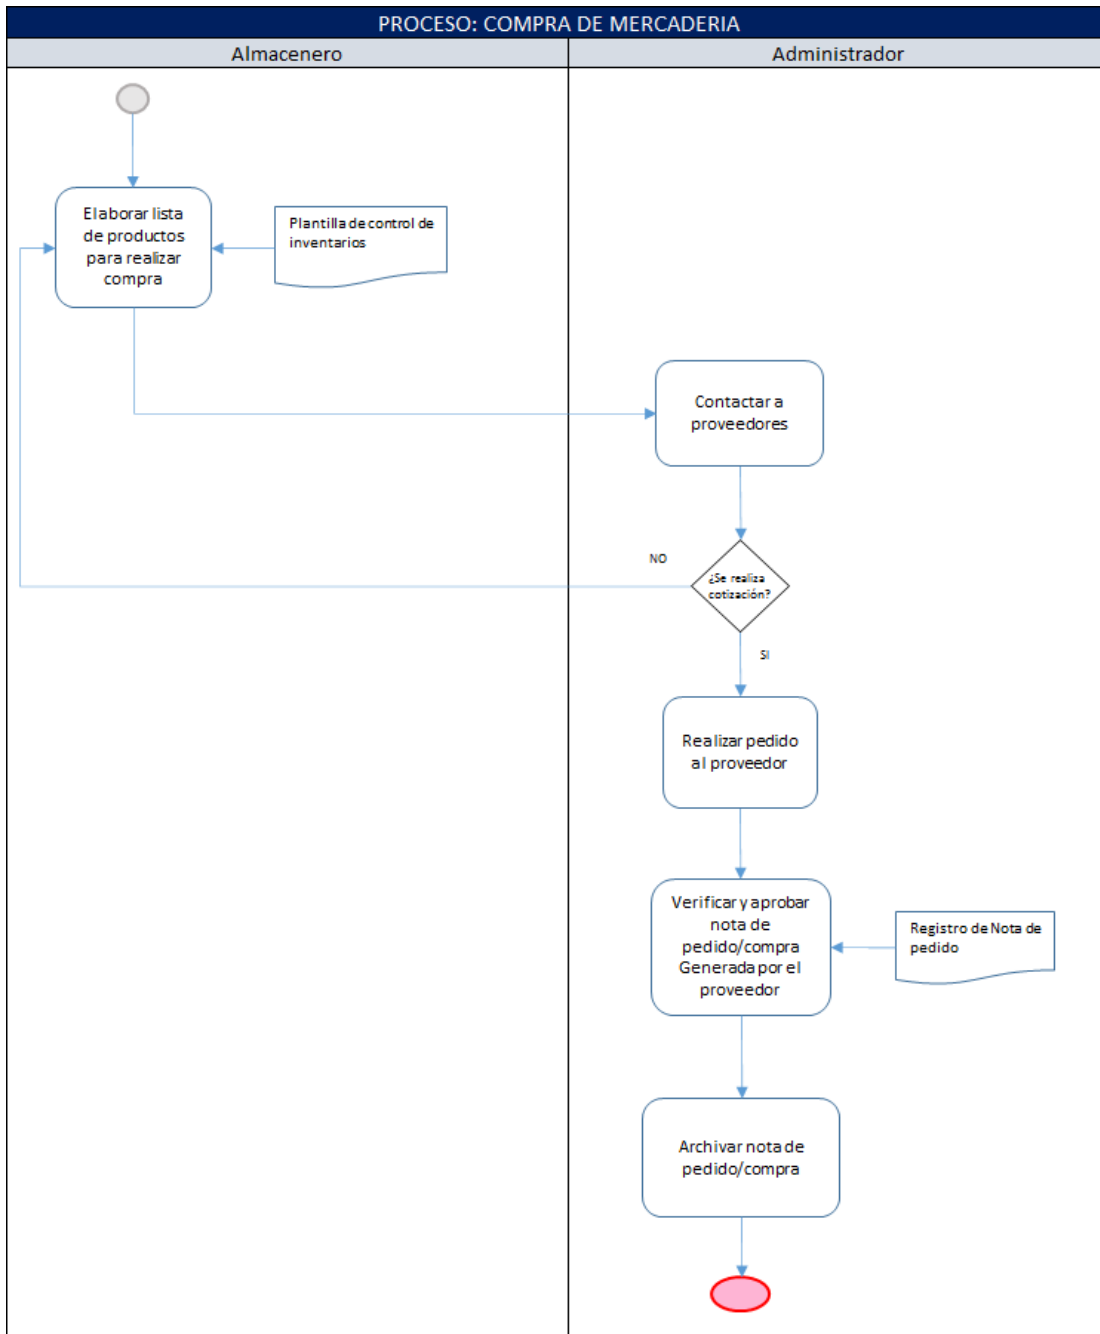 PROCESO: COMPRA DE MERCADERIA
Almacenero
Administrador
Elaborar lista
de productos
para realizar
compra
Plantilla de control de
inventarios
Contactar a
proveedores
NO
¿Se realiza
cotización?
SI
Realizar pedido
al proveedor
Verificar y aprobar
nota de
pedido/compra
Generada por el
proveedor
Registro de Nota de
pedido
Archivar nota de
pedido/compra